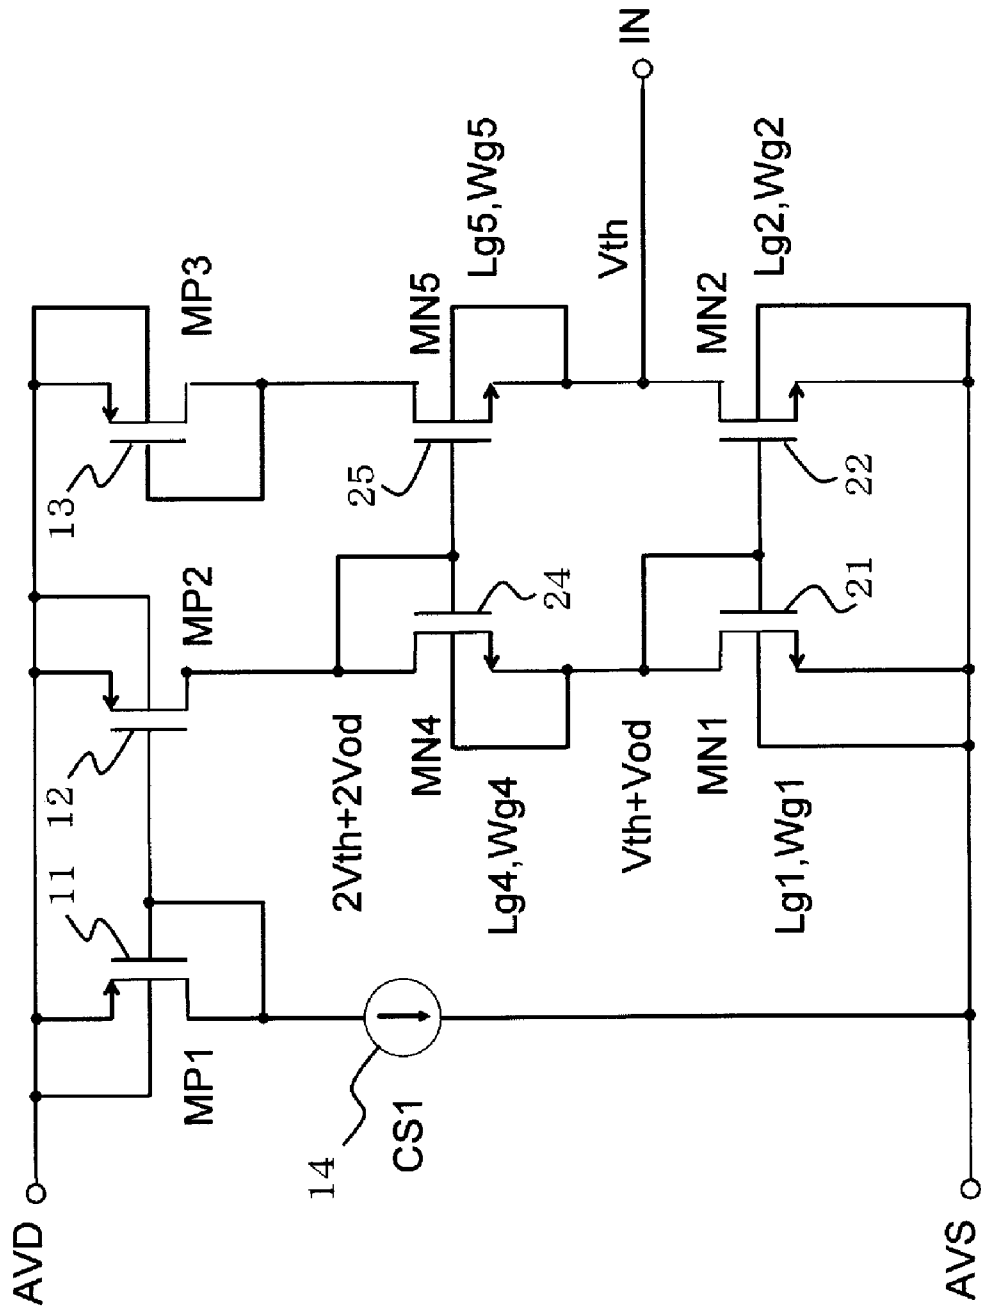 AVD
AVS
MP1
11
14
CS1
12
MP2
2Vth+2Vod
MN4
Lg4,Wg4
24
Vth+Vod
MN1
Lg1,Wg1
21
13
MP3
25
MN5
Lg5,Wg5
Vth
IN
22
MN2
Lg2,Wg2